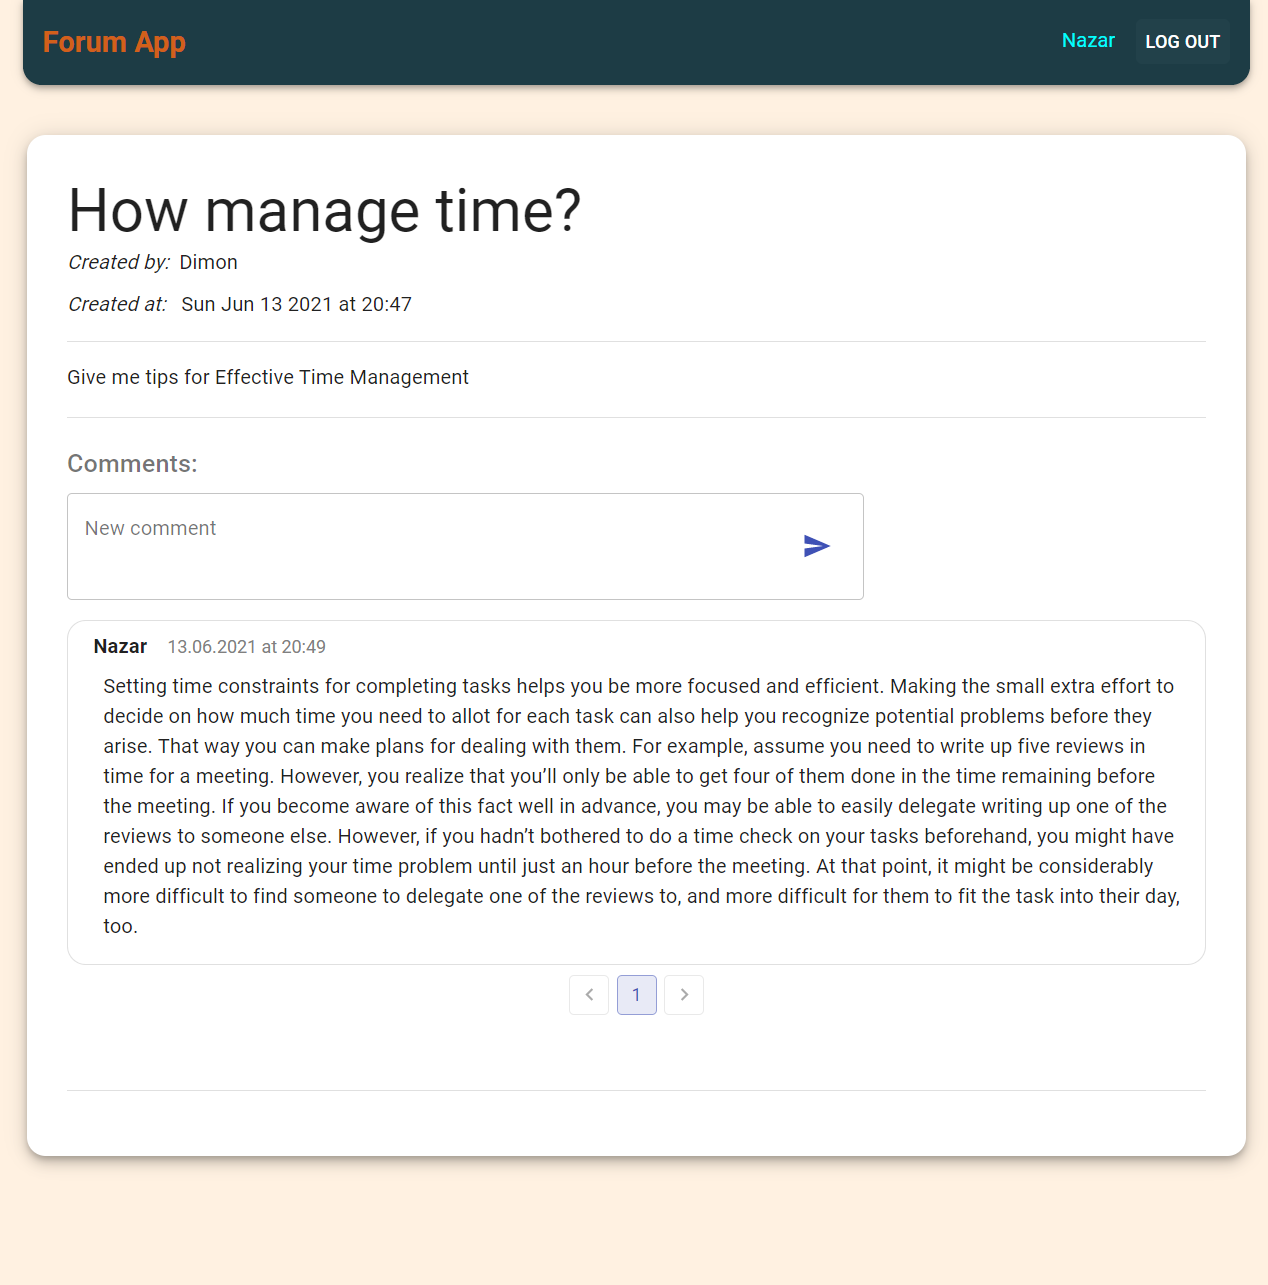 Forum App
Nazar
LOG OUT
How manage time?
Created by: Dimon
Created at: Sun Jun 13 2021 at 20:47
Give me tips for Effective Time Management
Comments:
New comment
Nazar 13.06.2021 at 20:49
Setting time constraints for completing tasks helps you be more focused and efficient. Making the small extra effort to
decide on how much time you need to allot for each task can also help you recognize potential problems before they
arise. That way you can make plans for dealing with them. For example, assume you need to write up five reviews in
time for a meeting. However, you realize that you’ll only be able to get four of them done in the time remaining before
the meeting. If you become aware of this fact well in advance, you may be able to easily delegate writing up one of the
reviews to someone else. However, if you hadn’t bothered to do a time check on your tasks beforehand, you might have
ended up not realizing your time problem until just an hour before the meeting. At that point, it might be considerably
more difficult to find someone to delegate one of the reviews to, and more difficult for them to fit the task into their day,
too.
1